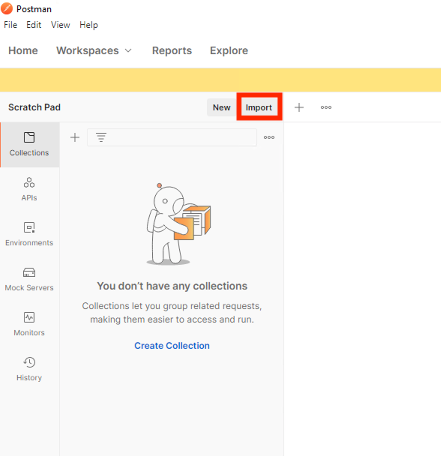 Postman
File Edit View Help
Home Workspaces Reports Explore
Scratch Pad New Import
Collections
APIs
Environments
Mock Servers
Monitors
History
You don't have any collections
Collections let you group related requests,
making them easier to access and run.
Create Collection